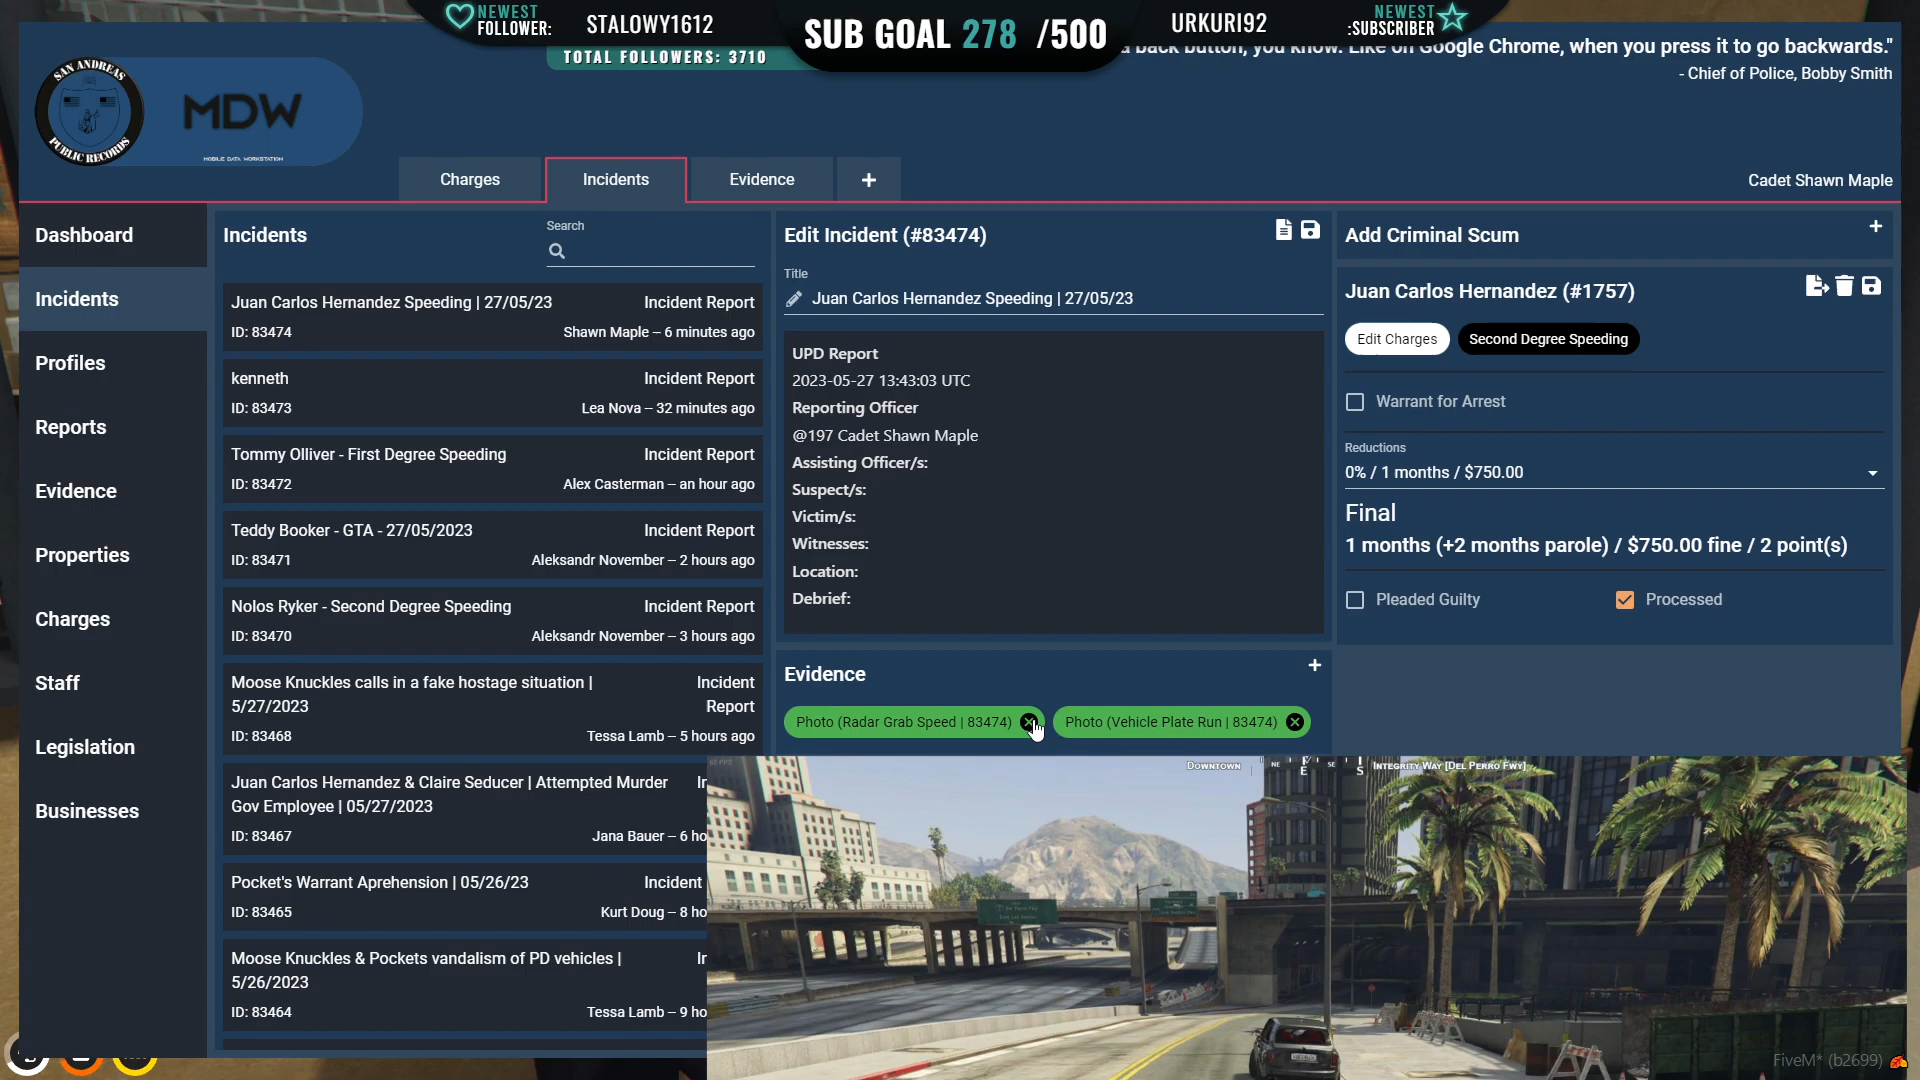 NEWEST
FOLLOWER:
STALOWY1612
SUB GOAL 278 /500
URKURI92
NEWEST
:SUBSCRIBER
TOTAL FOLLOWERS: 3710
a back button, you know. Like on Google Chrome, when you press it to go backwards."
- Chief of Police, Bobby Smith
SAN ANDREAS
PUBLIC RECORDS
MDW
MOBILE DATA WORKSTATION
Charges
Incidents
Evidence
+
Cadet Shawn Maple
Dashboard
Incidents
Profiles
Reports
Evidence
Properties
Charges
Staff
Legislation
Businesses
Incidents
Search
Juan Carlos Hernandez Speeding | 27/05/23
Incident Report
ID: 83474
Shawn Maple – 6 minutes ago
kenneth
Incident Report
ID: 83473
Lea Nova – 32 minutes ago
Tommy Olliver - First Degree Speeding
Incident Report
ID: 83472
Alex Casterman – an hour ago
Teddy Booker - GTA - 27/05/2023
Incident Report
ID: 83471
Aleksandr November – 2 hours ago
Nolos Ryker - Second Degree Speeding
Incident Report
ID: 83470
Aleksandr November – 3 hours ago
Moose Knuckles calls in a fake hostage situation |
5/27/2023
Incident
Report
ID: 83468
Tessa Lamb – 5 hours ago
Juan Carlos Hernandez & Claire Seducer | Attempted Murder
Gov Employee | 05/27/2023
In
ID: 83467
Jana Bauer – 6 ho
Pocket's Warrant Aprehension | 05/26/23
Incident
ID: 83465
Kurt Doug – 8 ho
Moose Knuckles & Pockets vandalism of PD vehicles |
5/26/2023
In
ID: 83464
Tessa Lamb – 9 ho
Edit Incident (#83474)
Title
Juan Carlos Hernandez Speeding | 27/05/23
UPD Report
2023-05-27 13:43:03 UTC
Reporting Officer
@197 Cadet Shawn Maple
Assisting Officer/s:
Suspect/s:
Victim/s:
Witnesses:
Location:
Debrief:
Evidence
+
Photo (Radar Grab Speed | 83474)
Photo (Vehicle Plate Run | 83474)
Add Criminal Scum
+
Juan Carlos Hernandez (#1757)
Edit Charges
Second Degree Speeding
Warrant for Arrest
Reductions
0% / 1 months / $750.00
Final
1 months (+2 months parole) / $750.00 fine / 2 point(s)
Pleaded Guilty
Processed
60 FPS
DOWNTOWN
NE
E
SE
S
INTEGRITY WAY [DEL PERRO FWY]
FiveM* (b2699)